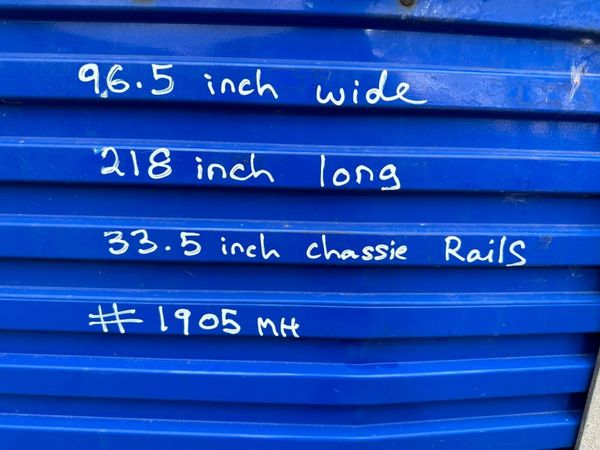 96.5 inch wide
218 inch long
33.5 inch chassie Rails
# 1905 MH